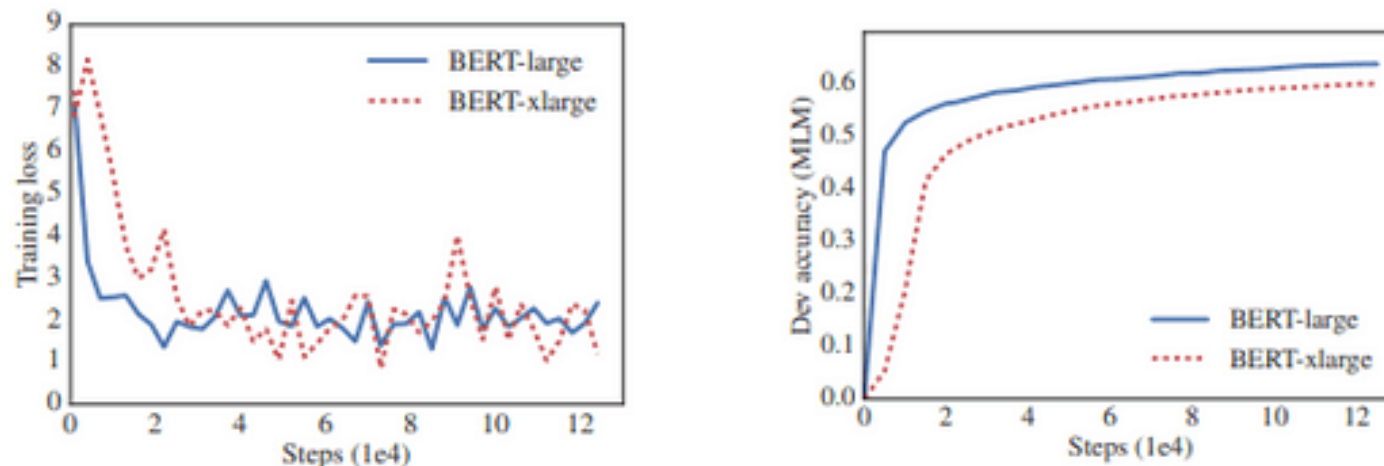 9
8
7
6
5
4
3
2
1
0
Training loss
BERT-large
BERT-xlarge
0 2 4 6 8 10 12
Steps (1e4)
0.6
0.5
0.4
0.3
0.2
0.1
0.0
Dev accuracy (MLM)
BERT-large
BERT-xlarge
0 2 4 6 8 10 12
Steps (1e4)